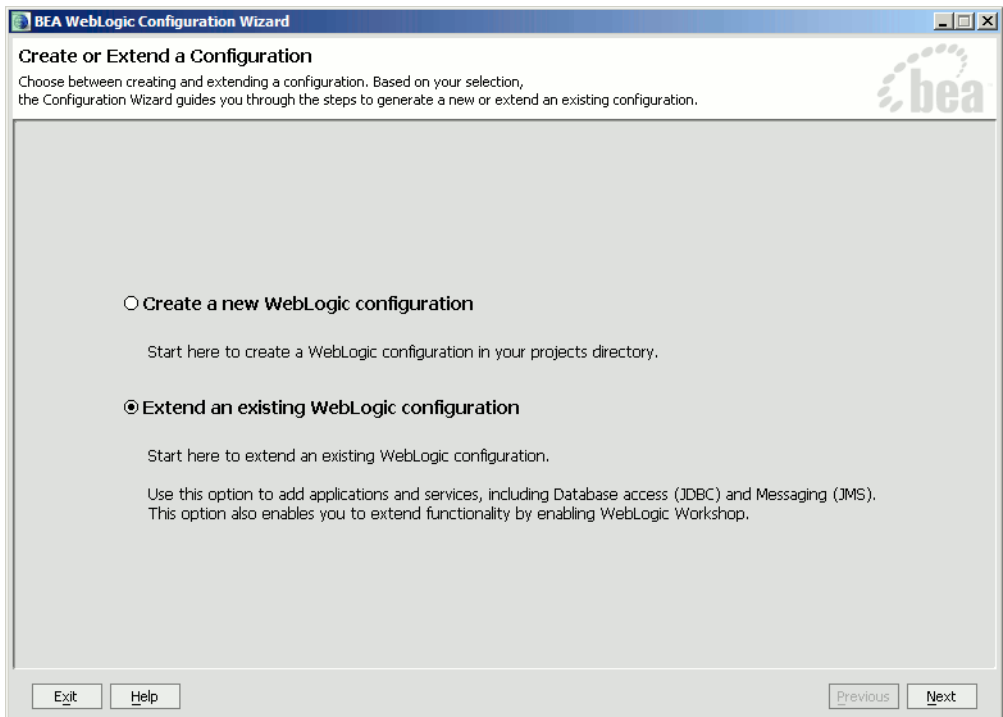 BEA WebLogic Configuration Wizard
Create or Extend a Configuration
Choose between creating and extending a configuration. Based on your selection,
the Configuration Wizard guides you through the steps to generate a new or extend an existing configuration.
bea
Create a new WebLogic configuration
Start here to create a WebLogic configuration in your projects directory.
Extend an existing WebLogic configuration
Start here to extend an existing WebLogic configuration.
Use this option to add applications and services, including Database access (JDBC) and Messaging (JMS).
This option also enables you to extend functionality by enabling WebLogic Workshop.
Exit Help Previous Next